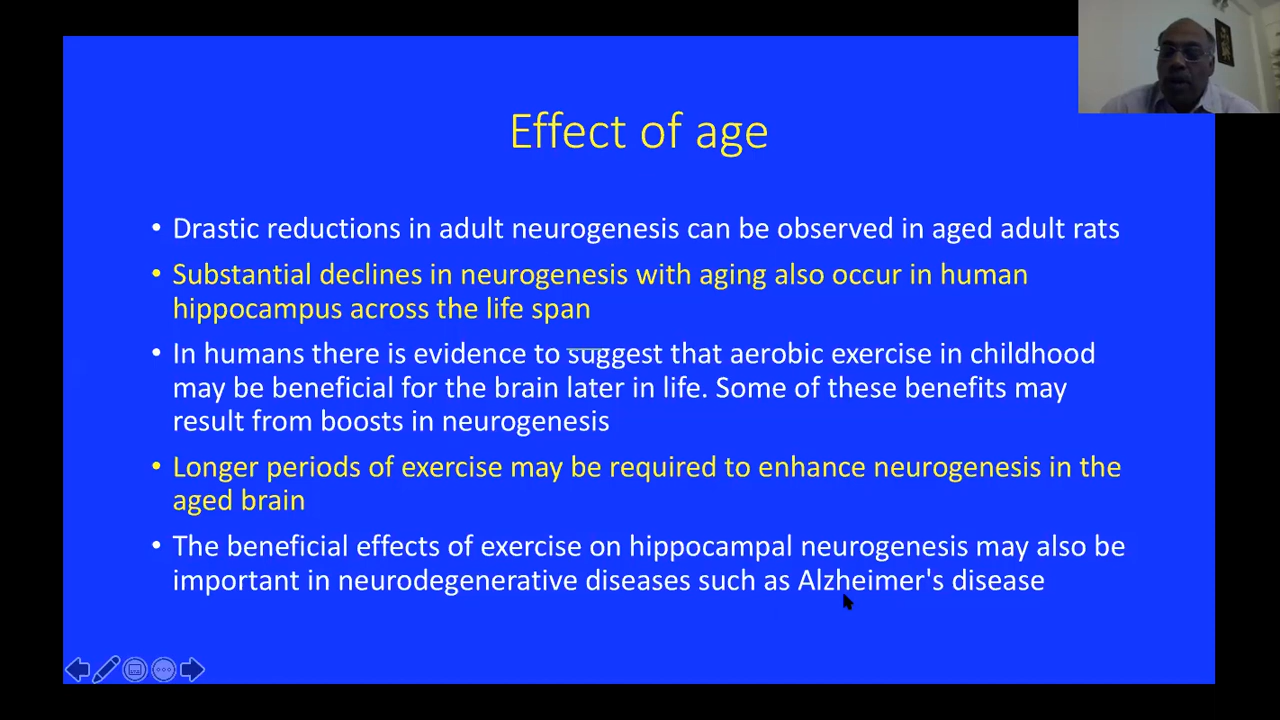 Effect of age
• Drastic reductions in adult neurogenesis can be observed in aged adult rats
• Substantial declines in neurogenesis with aging also occur in human
hippocampus across the life span
• In humans there is evidence to suggest that aerobic exercise in childhood
may be beneficial for the brain later in life. Some of these benefits may
result from boosts in neurogenesis
• Longer periods of exercise may be required to enhance neurogenesis in the
aged brain
• The beneficial effects of exercise on hippocampal neurogenesis may also be
important in neurodegenerative diseases such as Alzheimer's disease